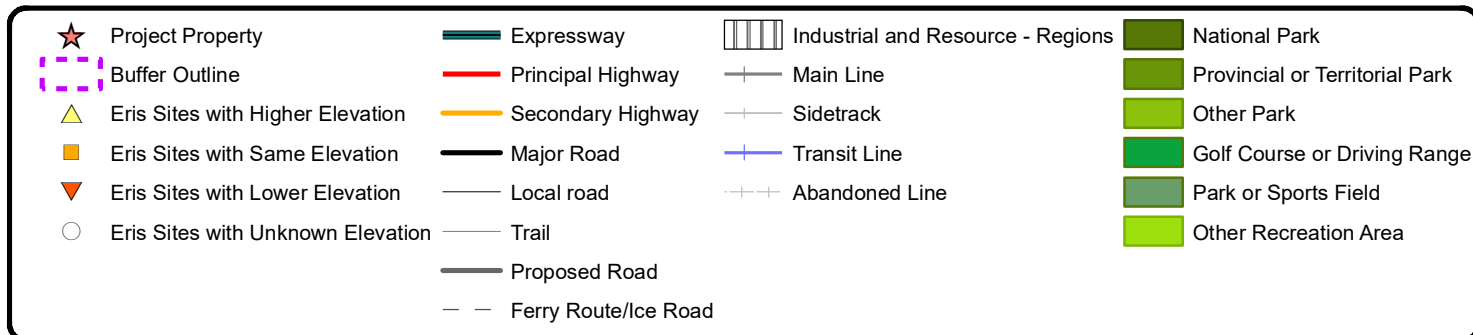 Project Property
Buffer Outline
Eris Sites with Higher Elevation
Eris Sites with Same Elevation
Eris Sites with Lower Elevation
Eris Sites with Unknown Elevation
Expressway
Principal Highway
Secondary Highway
Major Road
Local road
Trail
Proposed Road
Ferry Route/Ice Road
Industrial and Resource - Regions
Main Line
Sidetrack
Transit Line
Abandoned Line
National Park
Provincial or Territorial Park
Other Park
Golf Course or Driving Range
Park or Sports Field
Other Recreation Area